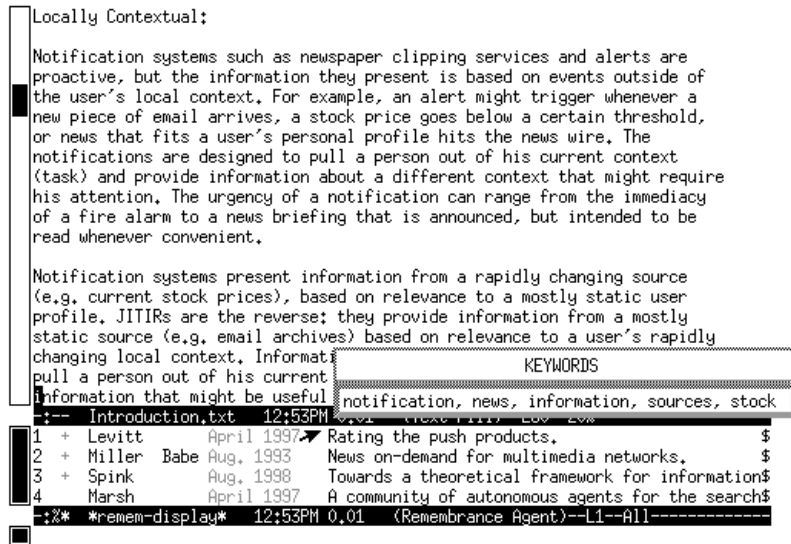 Locally Contextual:
Notification systems such as newspaper clipping services and alerts are
proactive, but the information they present is based on events outside of
the user's local context. For example, an alert might trigger whenever a
new piece of email arrives, a stock price goes below a certain threshold,
or news that fits a user's personal profile hits the news wire. The
notifications are designed to pull a person out of his current context
(task) and provide information about a different context that might require
his attention. The urgency of a notification can range from the immediacy
of a fire alarm to a news briefing that is announced, but intended to be
read whenever convenient.
Notification systems present information from a rapidly changing source
(e.g. current stock prices), based on relevance to a mostly static user
profile. JITIRs are the reverse: they provide information from a mostly
static source (e.g. email archives) based on relevance to a user's rapidly
changing local context. Informati
pull a person out of his current
information that might be useful
KEYWORDS
notification, news, information, sources, stock
-:-- Introduction.txt 12:53PM 0.01 (Text Fill)
1 + Levitt April 1997 Rating the push products. $
2 + Miller Babe Aug. 1993 News on-demand for multimedia networks. $
3 + Spink Aug. 1998 Towards a theoretical framework for information$
4 Marsh April 1997 A community of autonomous agents for the search$
-:%* *remem-display* 12:53PM 0.01 (Remembrance Agent)--L1--All-------------